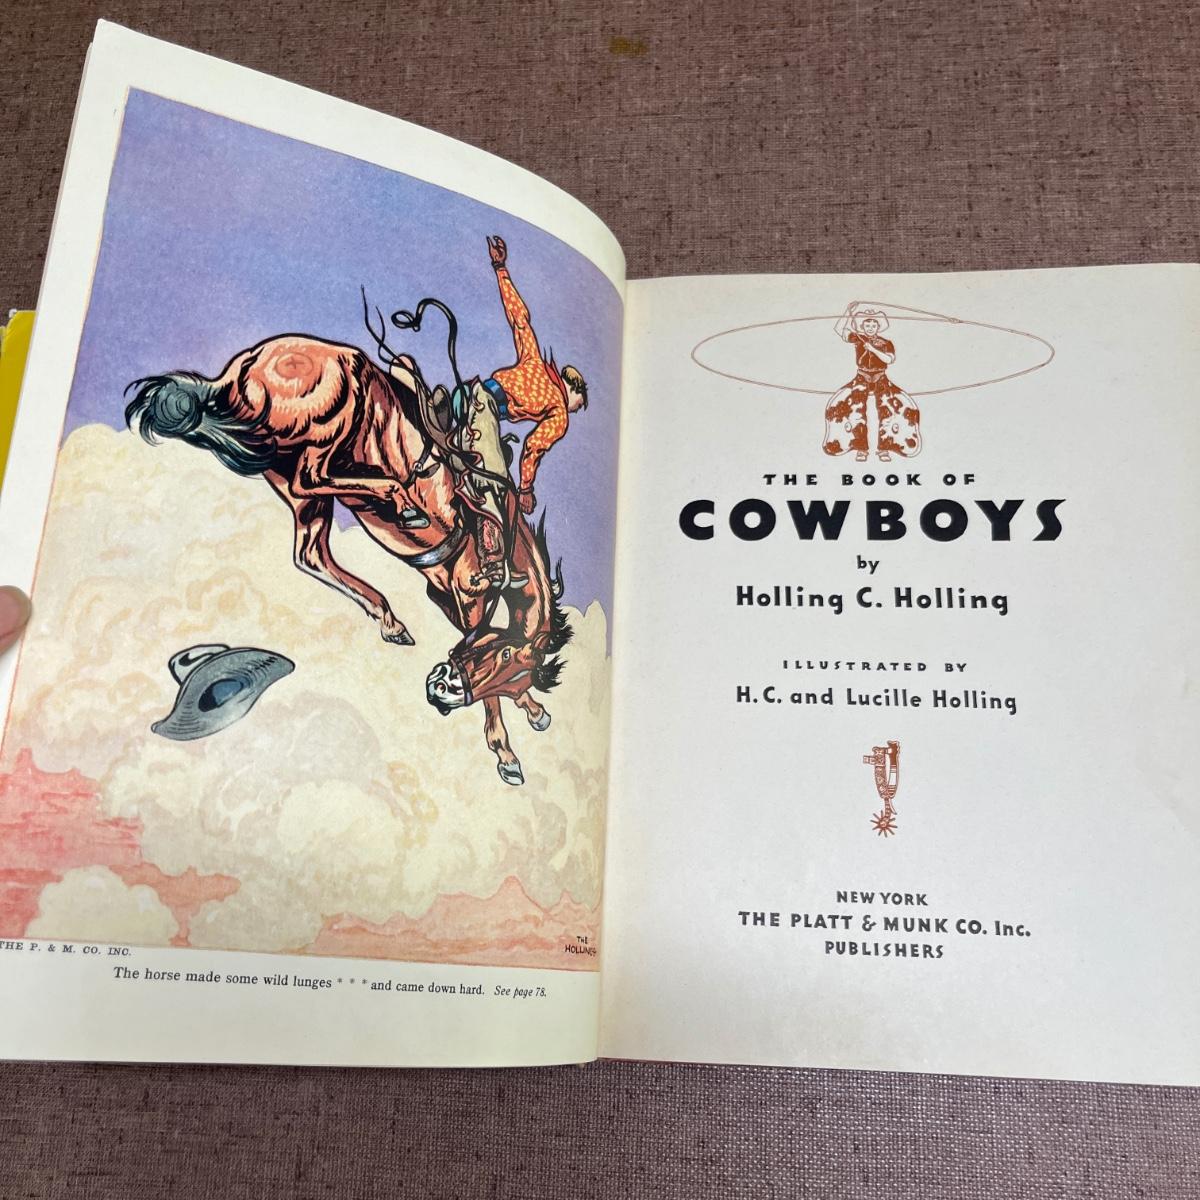 THE P. & M. CO. INC.
The horse made some wild lunges * * * and came down hard. See page 78.
THE
HOLLINGS
THE BOOK OF
COWBOYS
by
Holling C. Holling
ILLUSTRATED BY
H. C. and Lucille Holling
NEW YORK
THE PLATT & MUNK CO. Inc.
PUBLISHERS